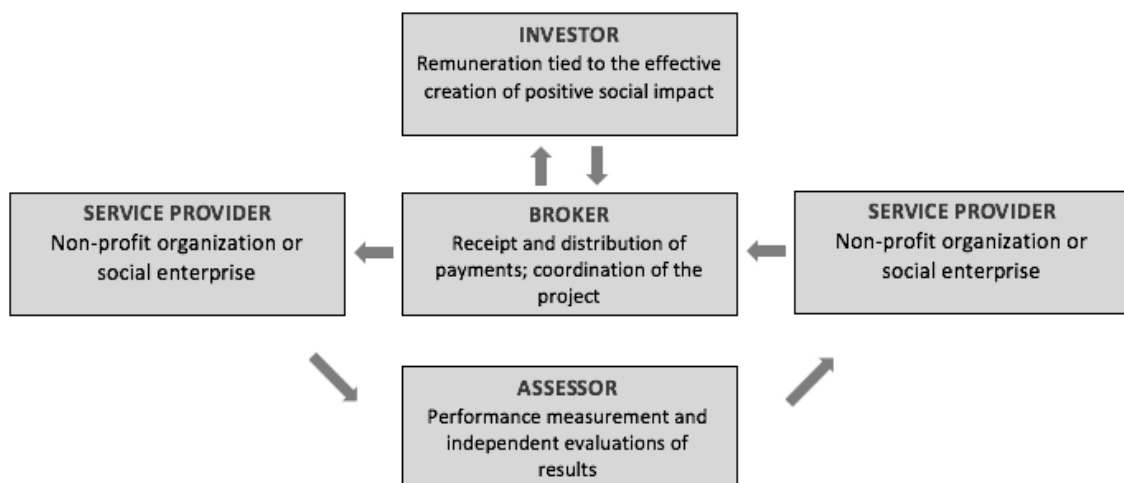 INVESTOR
Remuneration tied to the effective
creation of positive social impact
SERVICE PROVIDER
Non-profit organization or
social enterprise
BROKER
Receipt and distribution of
payments; coordination of the
project
SERVICE PROVIDER
Non-profit organization or
social enterprise
ASSESSOR
Performance measurement and
independent evaluations of
results